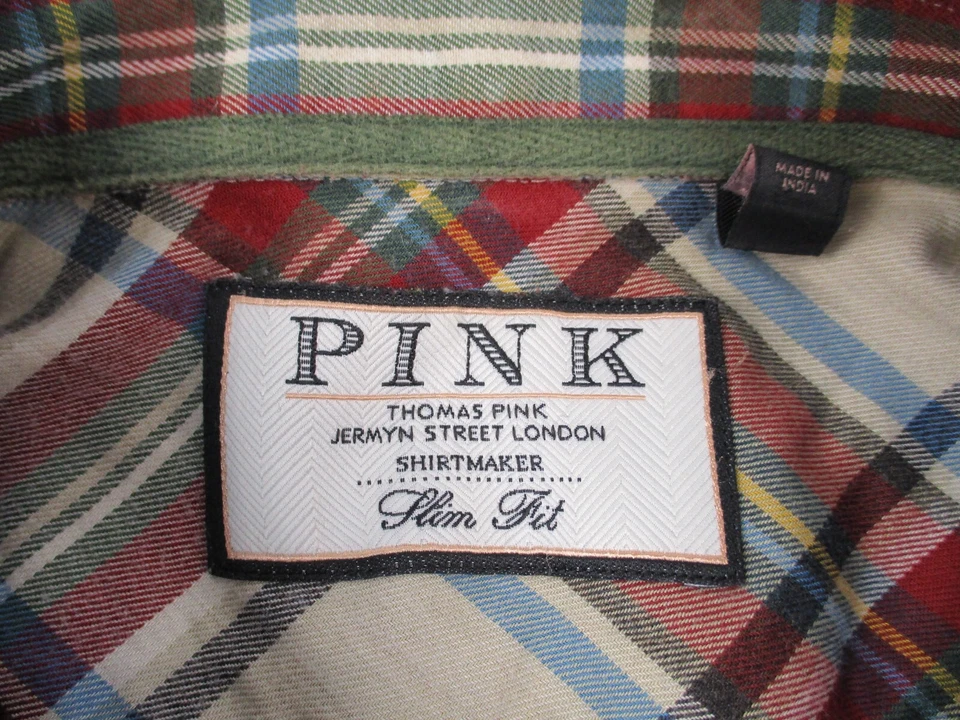 MADE IN
INDIA
PINK
THOMAS PINK
JERMYN STREET LONDON
SHIRTMAKER
Slim Fit